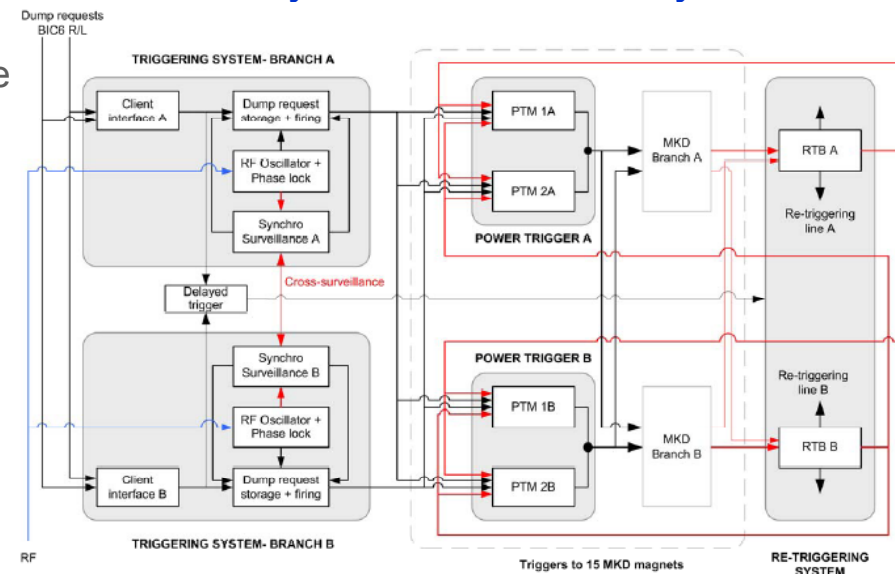 Dump requests
BIC6 R/L
e
TRIGGERING SYSTEM- BRANCH A
Client
interface A
Dump request
storage + firing
RF Oscillator +
Phase lock
Synchro
Surveillance A
PTM 1A
PTM 2A
POWER TRIGGER A
MKD
Branch A
RTB A
Re-triggering
line A
Cross-surveillance
Delayed
trigger
Synchro
Surveillance B
RF Oscillator +
Phase lock
Client
interface B
Dump request
storage + firing
POWER TRIGGER B
PTM 1B
PTM 2B
MKD
Branch B
Re-triggering
line B
RTB B
RF
TRIGGERING SYSTEM- BRANCH B
Triggers to 15 MKD magnets
RE-TRIGGERING
SYSTEM